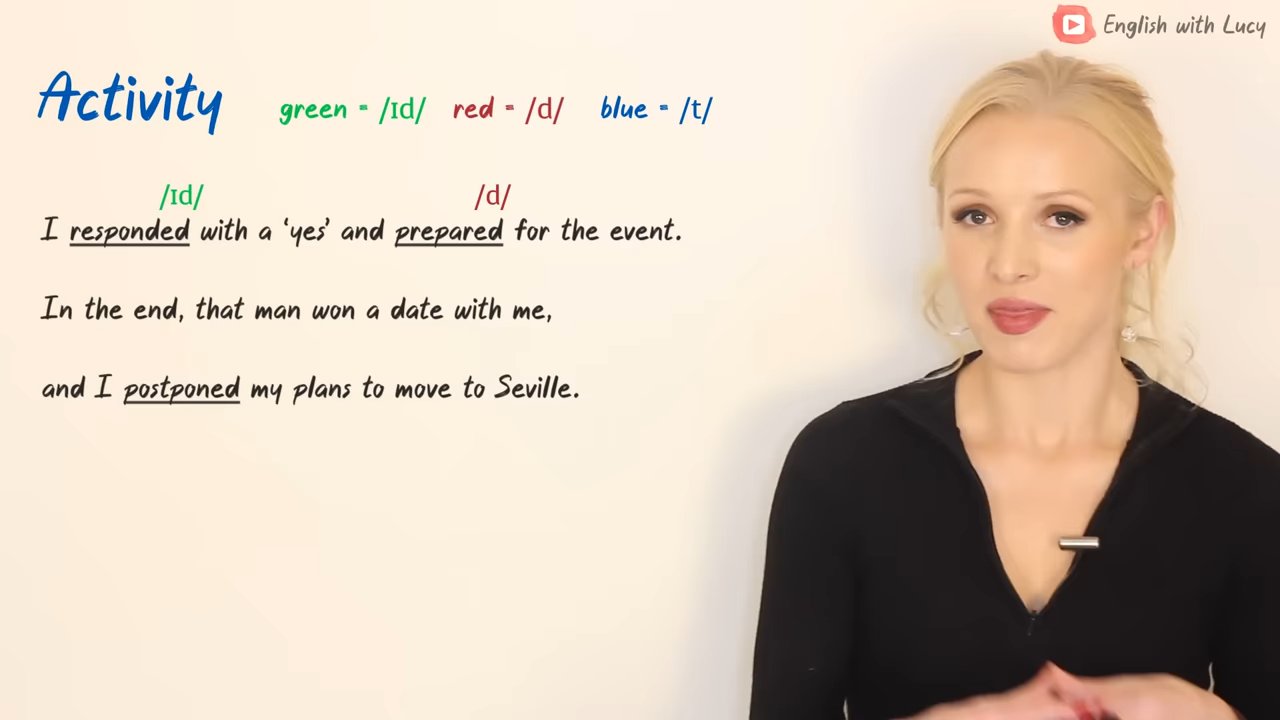 English with Lucy
Activity green = /ɪd/ red = /d/ blue = /t/
/ɪd/ /d/
I responded with a ‘yes’ and prepared for the event.
In the end, that man won a date with me,
and I postponed my plans to move to Seville.